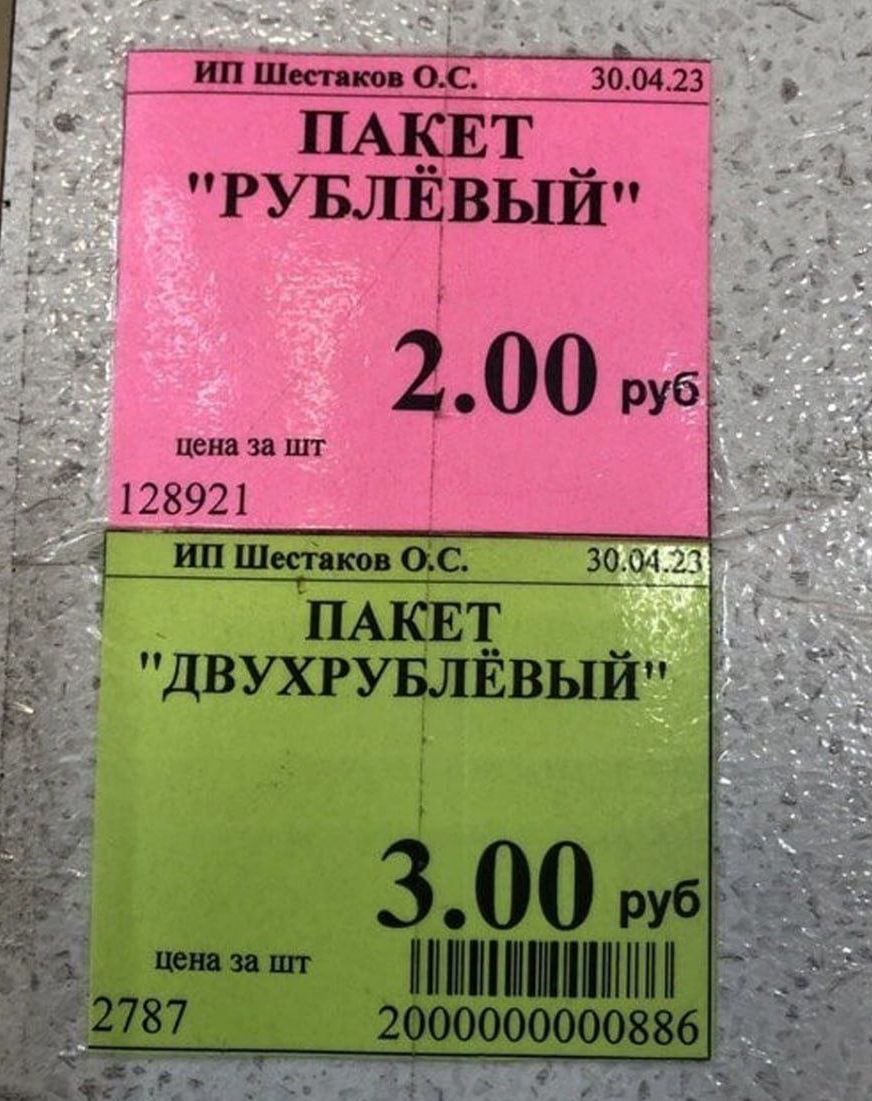 ИП Шестаков О.С. 30.04.23
ПАКЕТ
"РУБЛЁВЫЙ"
2.00 руб
цена за шт
128921
ИП Шестаков О.С. 30.04.23
ПАКЕТ
"ДВУХРУБЛЁВЫЙ"
3.00 руб
цена за шт
2787 2000000000886